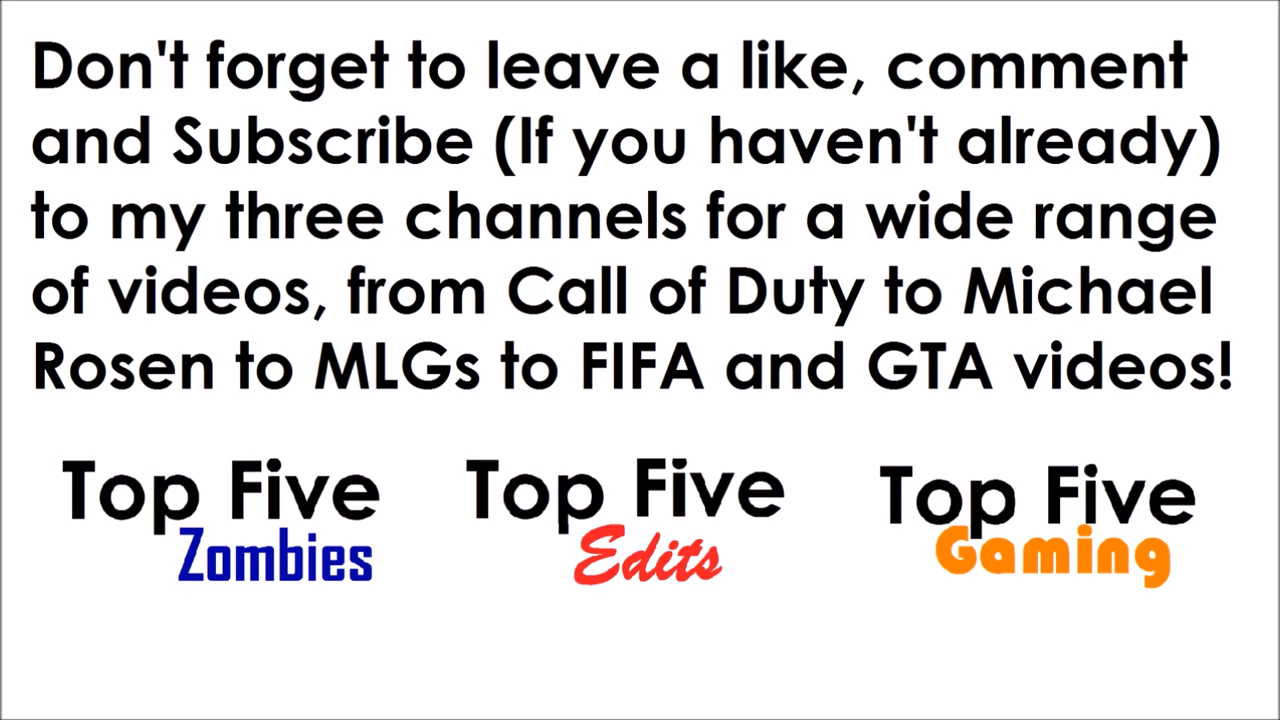 Don't forget to leave a like, comment
and Subscribe (If you haven't already)
to my three channels for a wide range
of videos, from Call of Duty to Michael
Rosen to MLGs to FIFA and GTA videos!
Top Five
Zombies
Top Five
Edits
Top Five
Gaming